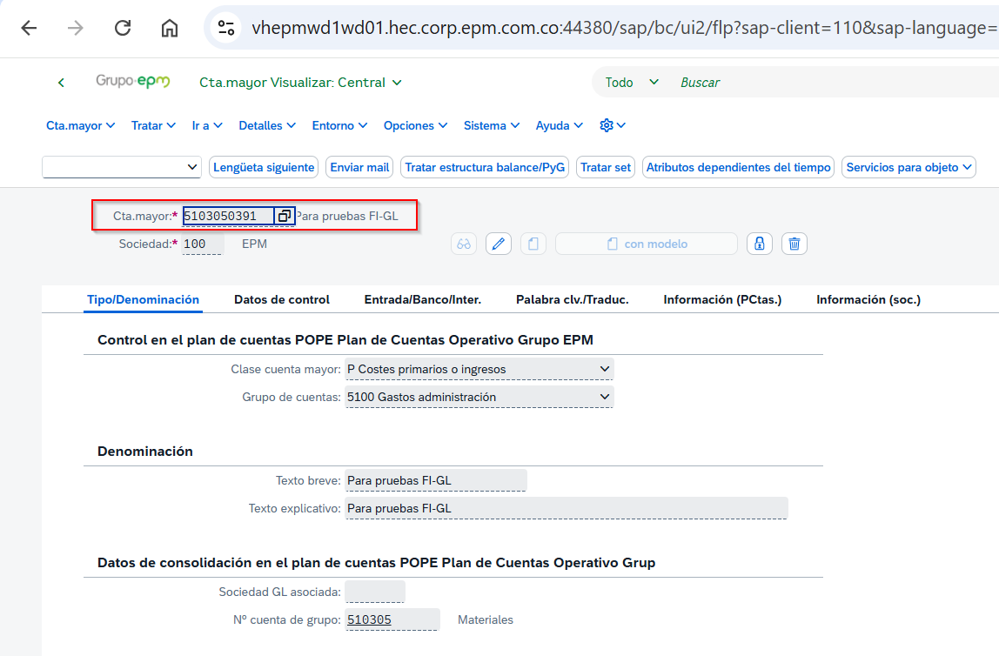 vhepmwd1wd01.hec.corp.epm.com.co:44380/sap/bc/ui2/flp?sap-client=110&sap-language=
Grupo·epm Cta.mayor Visualizar: Central Todo Buscar
Cta.mayor Tratar Ir a Detalles Entorno Opciones Sistema Ayuda
Lengüeta siguiente Enviar mail Tratar estructura balance/PyG Tratar set Atributos dependientes del tiempo Servicios para objeto
Cta.mayor:* 5103050391 Para pruebas FI-GL
Sociedad:* 100 EPM con modelo
Tipo/Denominación Datos de control Entrada/Banco/Inter. Palabra clv./Traduc. Información (PCtas.) Información (soc.)
Control en el plan de cuentas POPE Plan de Cuentas Operativo Grupo EPM
Clase cuenta mayor: P Costes primarios o ingresos
Grupo de cuentas: 5100 Gastos administración
Denominación
Texto breve: Para pruebas FI-GL
Texto explicativo: Para pruebas FI-GL
Datos de consolidación en el plan de cuentas POPE Plan de Cuentas Operativo Grup
Sociedad GL asociada:
Nº cuenta de grupo: 510305 Materiales